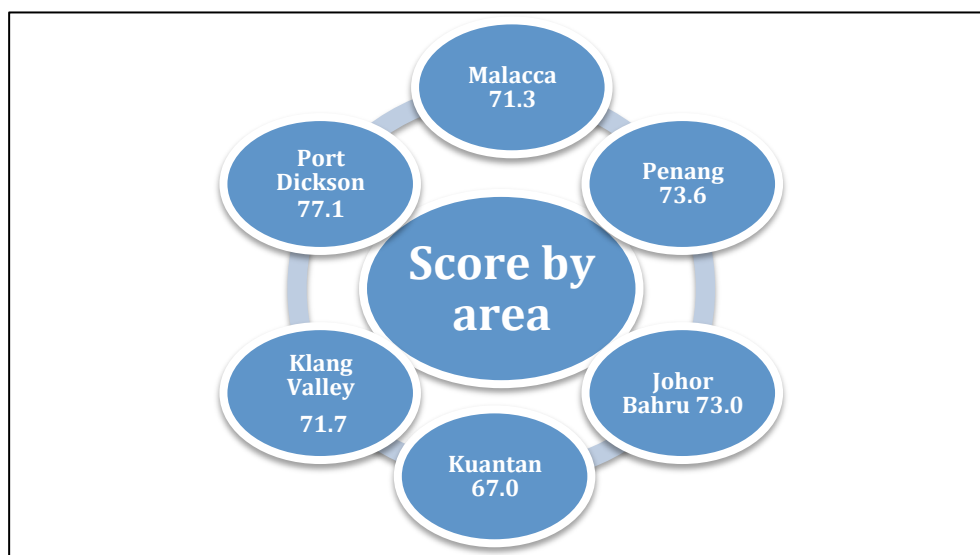 Malacca
71.3
Penang
73.6
Johor
Bahru 73.0
Kuantan
67.0
Klang
Valley
71.7
Port
Dickson
77.1
Score by
area